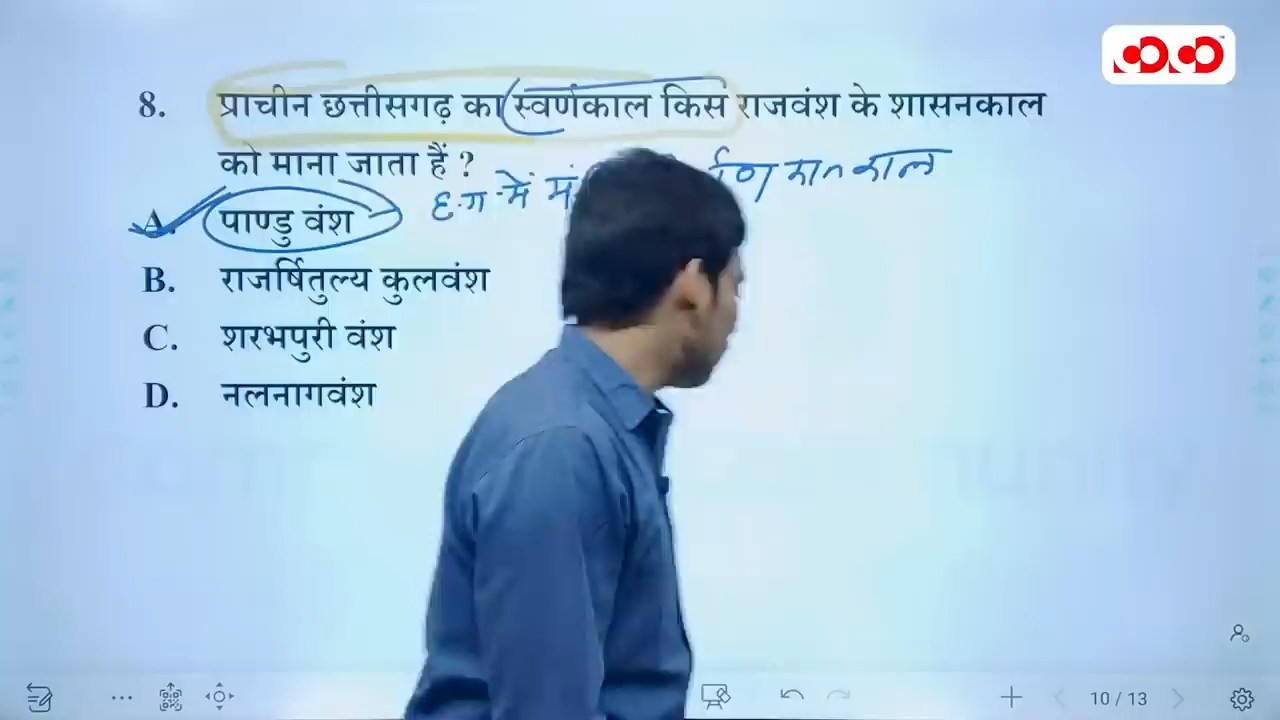 8. प्राचीन छत्तीसगढ़ का स्वर्णकाल किस राजवंश के शासनकाल
को माना जाता हैं ?
छ.ग में
A. पाण्डु वंश
B. राजर्षितुल्य कुलवंश
C. शरभपुरी वंश
D. नलनागवंश
10 / 13